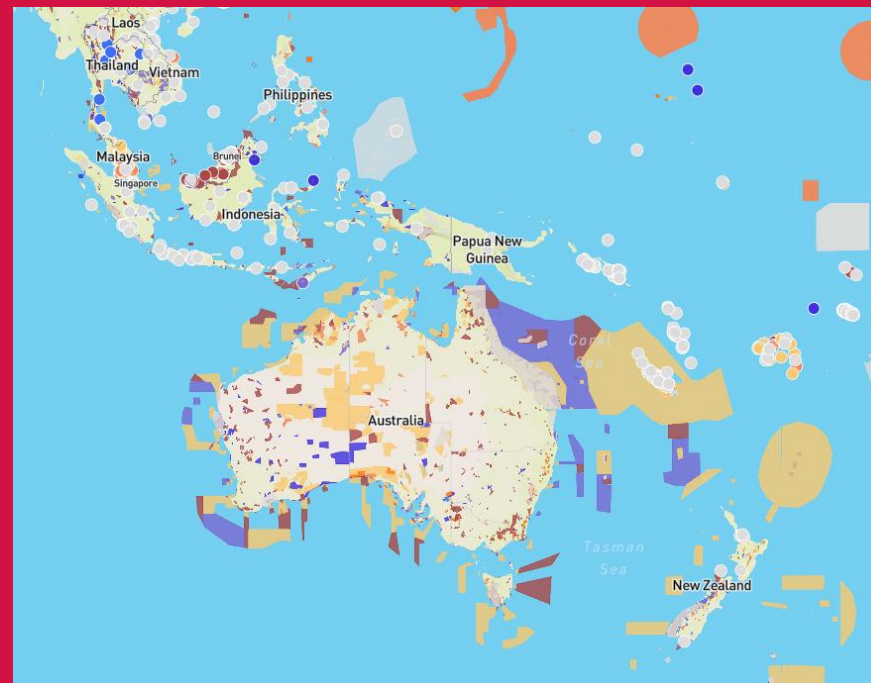 Laos
Thailand
Vietnam
Philippines
Malaysia
Brunei
Singapore
Indonesia
Papua New
Guinea
Coral
Sea
Australia
Tasman
Sea
New Zealand